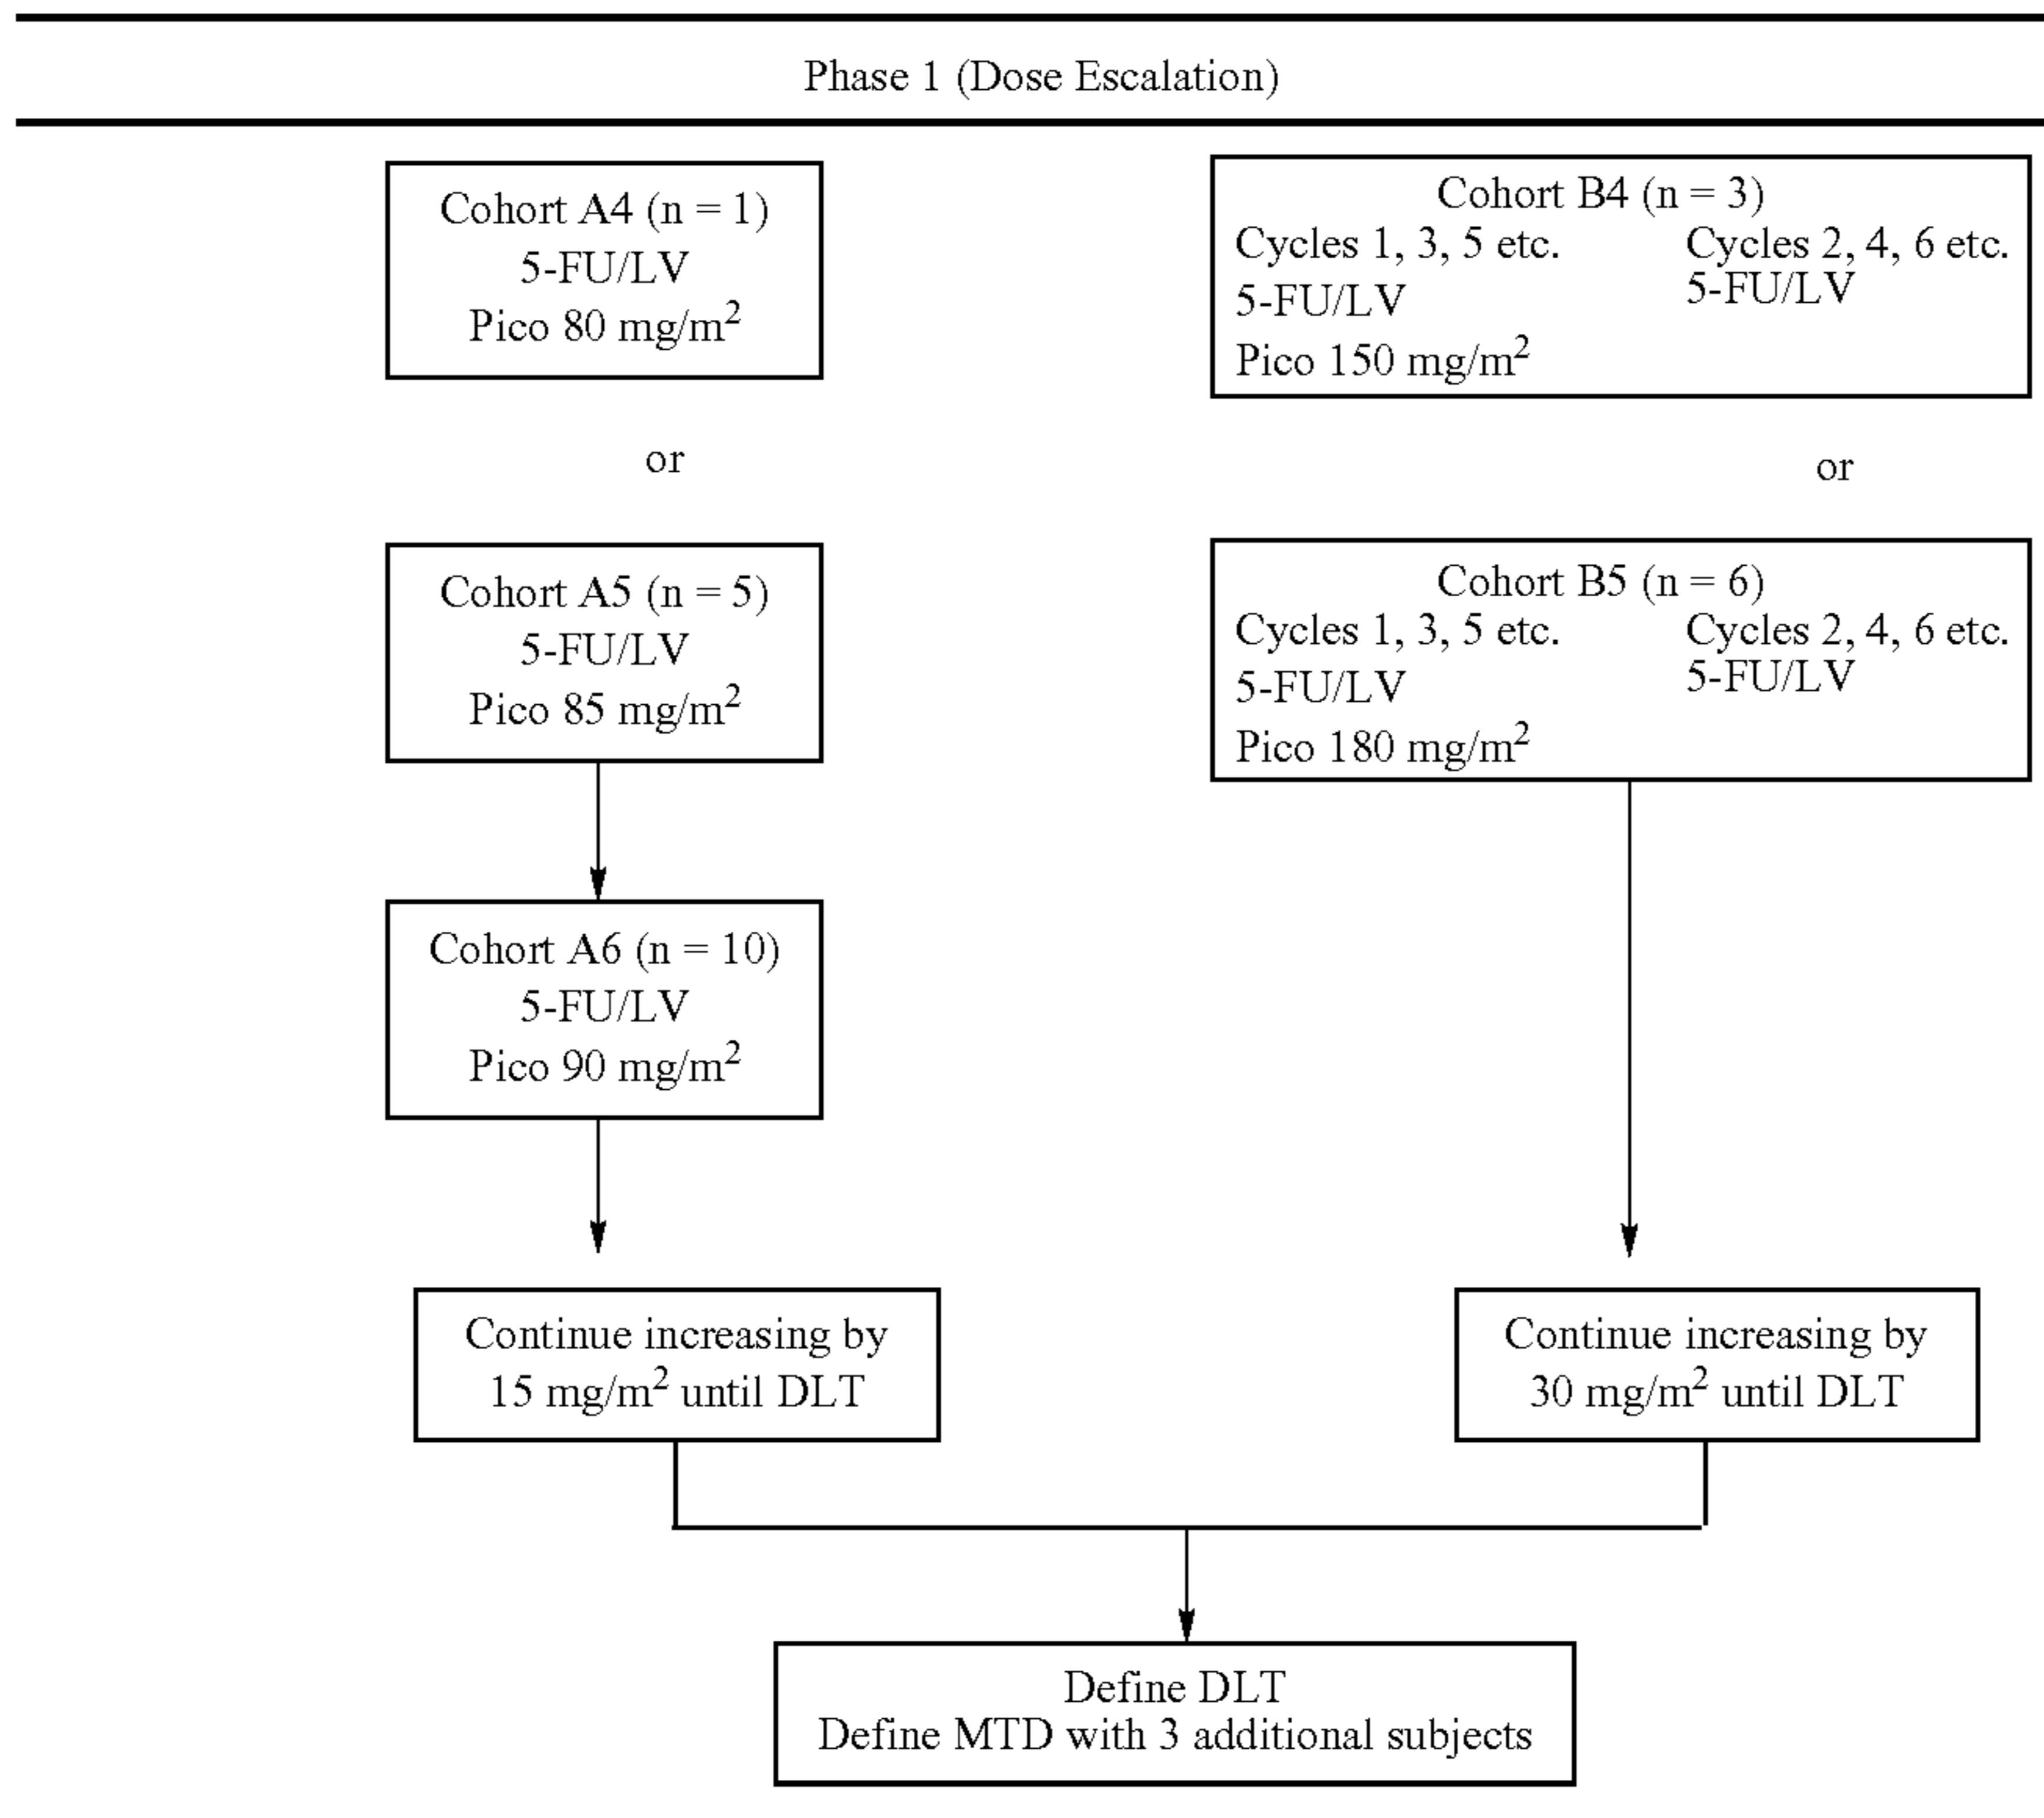 Phase 1 (Dose Escalation)
Cohort A4 (n = 1)
5-FU/LV
Pico 80 mg/m²
or
Cohort A5 (n = 5)
5-FU/LV
Pico 85 mg/m²
Cohort A6 (n = 10)
5-FU/LV
Pico 90 mg/m²
Continue increasing by
15 mg/m² until DLT
Cohort B4 (n = 3)
Cycles 1, 3, 5 etc.
5-FU/LV
Pico 150 mg/m²
Cycles 2, 4, 6 etc.
5-FU/LV
or
Cohort B5 (n = 6)
Cycles 1, 3, 5 etc.
5-FU/LV
Pico 180 mg/m²
Cycles 2, 4, 6 etc.
5-FU/LV
Continue increasing by
30 mg/m² until DLT
Define DLT
Define MTD with 3 additional subjects